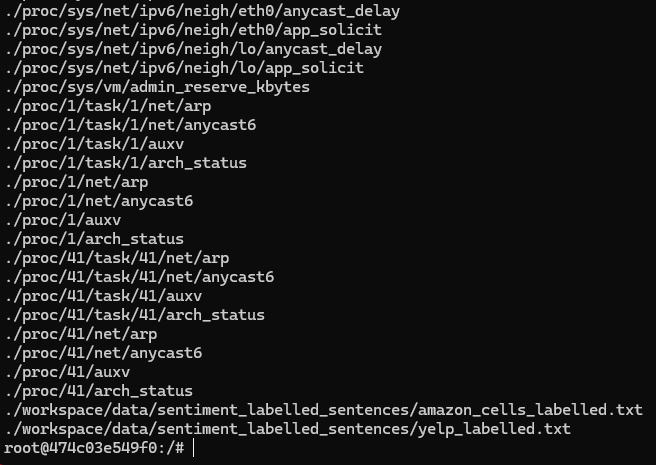 ./proc/sys/net/ipv6/neigh/eth0/anycast_delay
./proc/sys/net/ipv6/neigh/eth0/app_solicit
./proc/sys/net/ipv6/neigh/lo/anycast_delay
./proc/sys/net/ipv6/neigh/lo/app_solicit
./proc/sys/vm/admin_reserve_kbytes
./proc/1/task/1/net/arp
./proc/1/task/1/net/anycast6
./proc/1/task/1/auxv
./proc/1/task/1/arch_status
./proc/1/net/arp
./proc/1/net/anycast6
./proc/1/auxv
./proc/1/arch_status
./proc/41/task/41/net/arp
./proc/41/task/41/net/anycast6
./proc/41/task/41/auxv
./proc/41/task/41/arch_status
./proc/41/net/arp
./proc/41/net/anycast6
./proc/41/auxv
./proc/41/arch_status
./workspace/data/sentiment_labelled_sentences/amazon_cells_labelled.txt
./workspace/data/sentiment_labelled_sentences/yelp_labelled.txt
root@474c03e549f0:/#